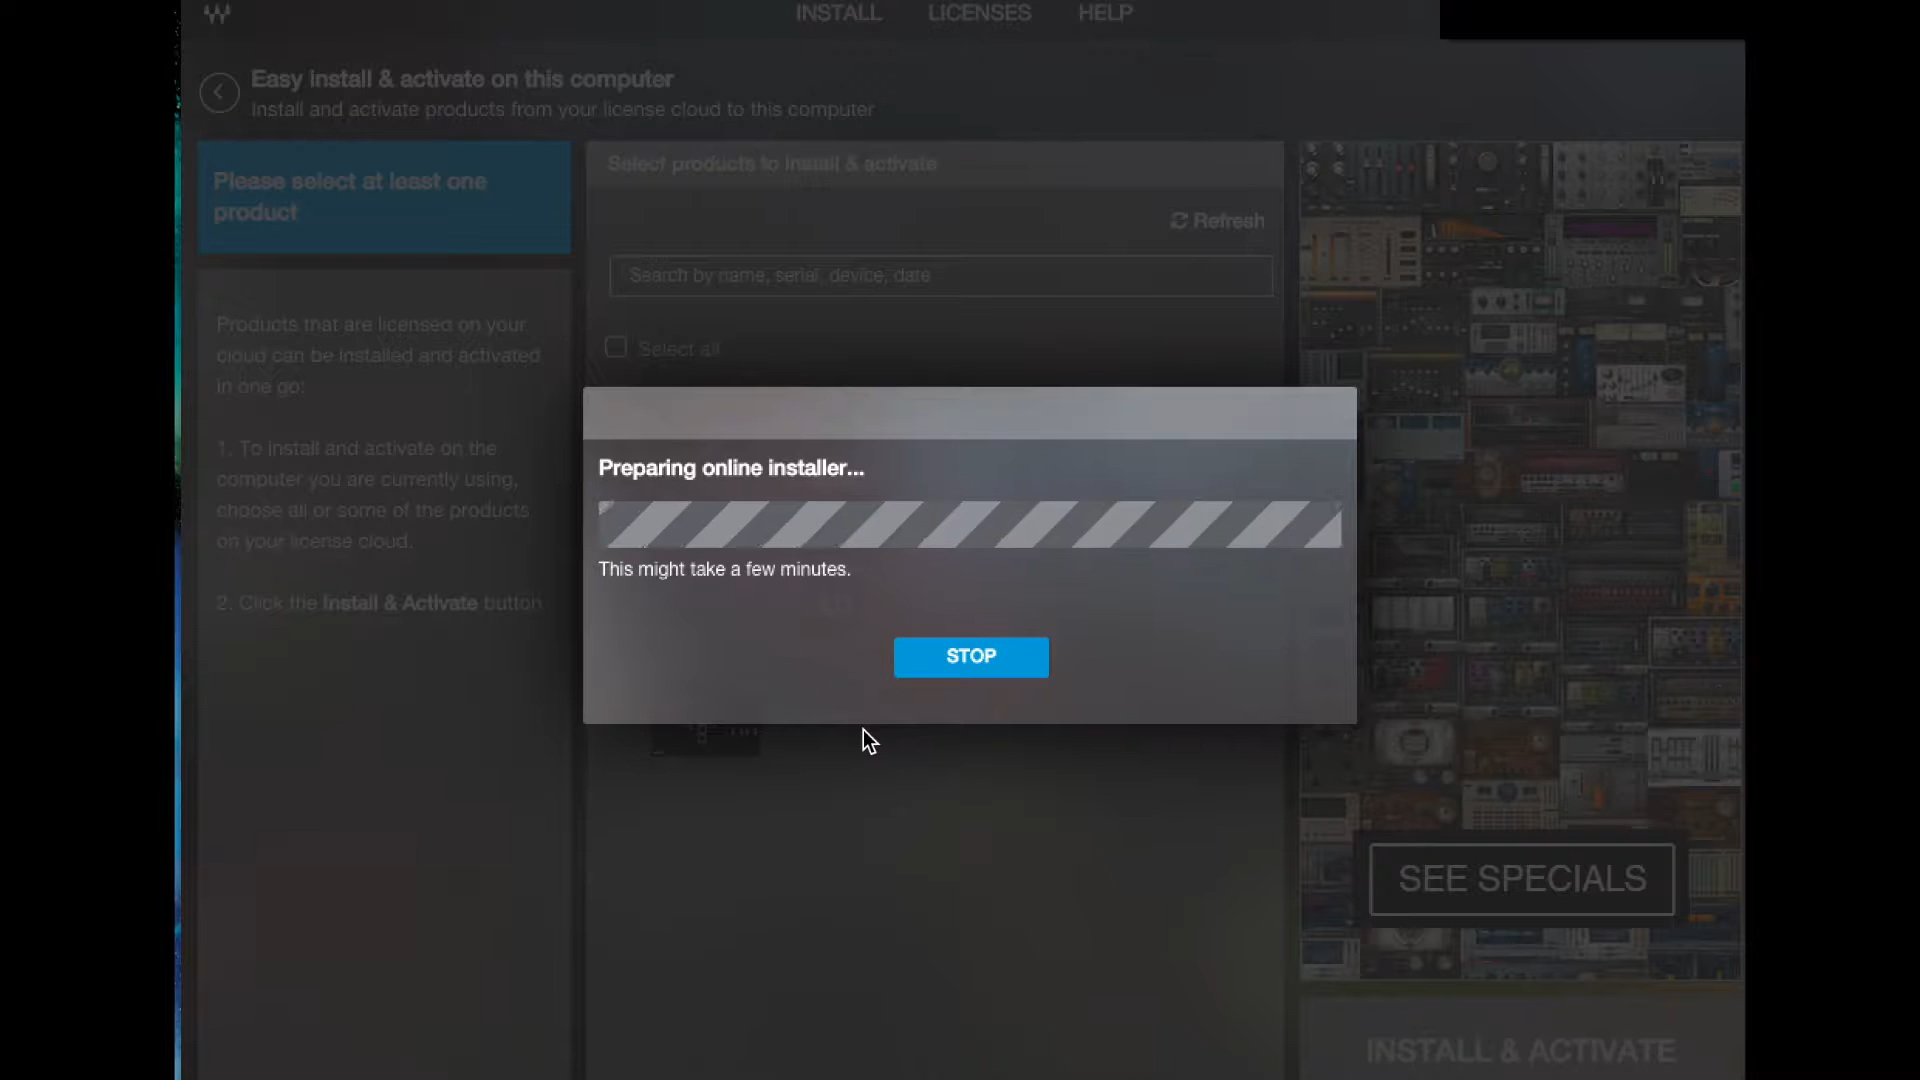 INSTALL LICENSES HELP
Easy install & activate on this computer
Install and activate products from your license cloud to this computer
Please select at least one
product
Products that are licensed on your
cloud can be installed and activated
in one go:
1. To install and activate on the
computer you are currently using,
choose all or some of the products
on your license cloud.
2. Click the Install & Activate button
Select products to install & activate
Refresh
Search by name, serial, device, date
Select all
Preparing online installer...
This might take a few minutes.
STOP
SEE SPECIALS
INSTALL & ACTIVATE